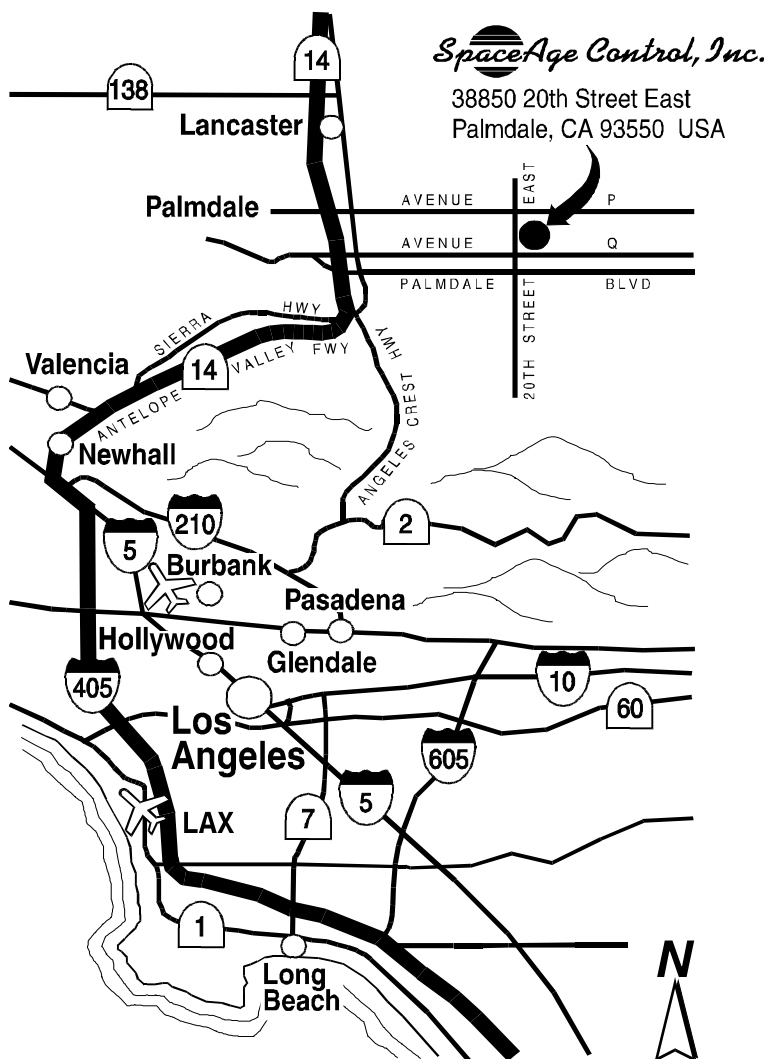 SpaceAge Control, Inc.
38850 20th Street East
Palmdale, CA 93550 USA
14
138
Lancaster
Palmdale
AVENUE P
EAST
AVENUE Q
PALMDALE BLVD
20TH STREET
SIERRA HWY
ANTELOPE VALLEY FWY
14
ANGELES CREST HWY
Valencia
Newhall
210
5
2
Burbank
Pasadena
Hollywood
Glendale
405
10
60
Los
Angeles
605
5
7
LAX
1
Long
Beach
N